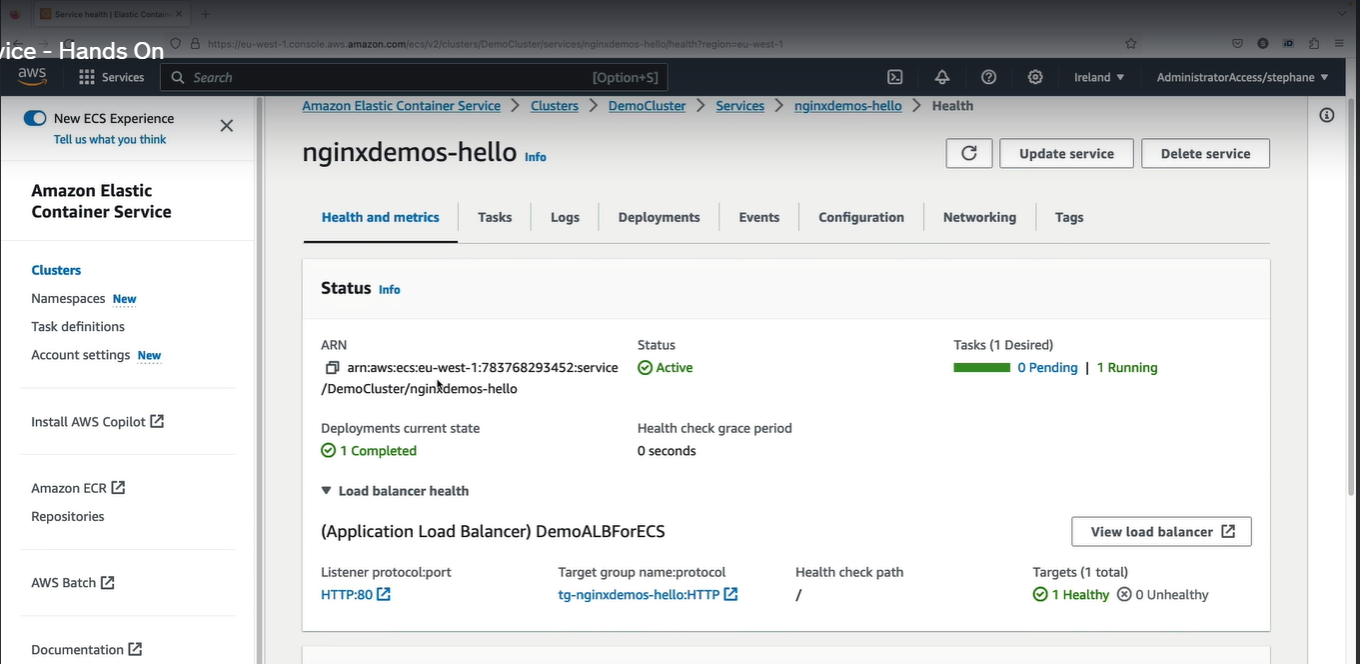 Service health | Elastic Contain
vice - Hands On
https://eu-west-1.console.aws.amazon.com/ecs/v2/clusters/DemoCluster/services/nginxdemos-hello/health?region=eu-west-1
aws Services Search [Option+S] Ireland AdministratorAccess/stephane
New ECS Experience
Tell us what you think
Amazon Elastic
Container Service
Clusters
Namespaces New
Task definitions
Account settings New
Install AWS Copilot
Amazon ECR
Repositories
AWS Batch
Documentation
Amazon Elastic Container Service > Clusters > DemoCluster > Services > nginxdemos-hello > Health
nginxdemos-hello Info
Update service Delete service
Health and metrics Tasks Logs Deployments Events Configuration Networking Tags
Status Info
ARN
arn:aws:ecs:eu-west-1:783768293452:service
/DemoCluster/nginxdemos-hello
Status
Active
Tasks (1 Desired)
0 Pending | 1 Running
Deployments current state
1 Completed
Health check grace period
0 seconds
Load balancer health
(Application Load Balancer) DemoALBForECS
View load balancer
Listener protocol:port
HTTP:80
Target group name:protocol
tg-nginxdemos-hello:HTTP
Health check path
/
Targets (1 total)
1 Healthy 0 Unhealthy